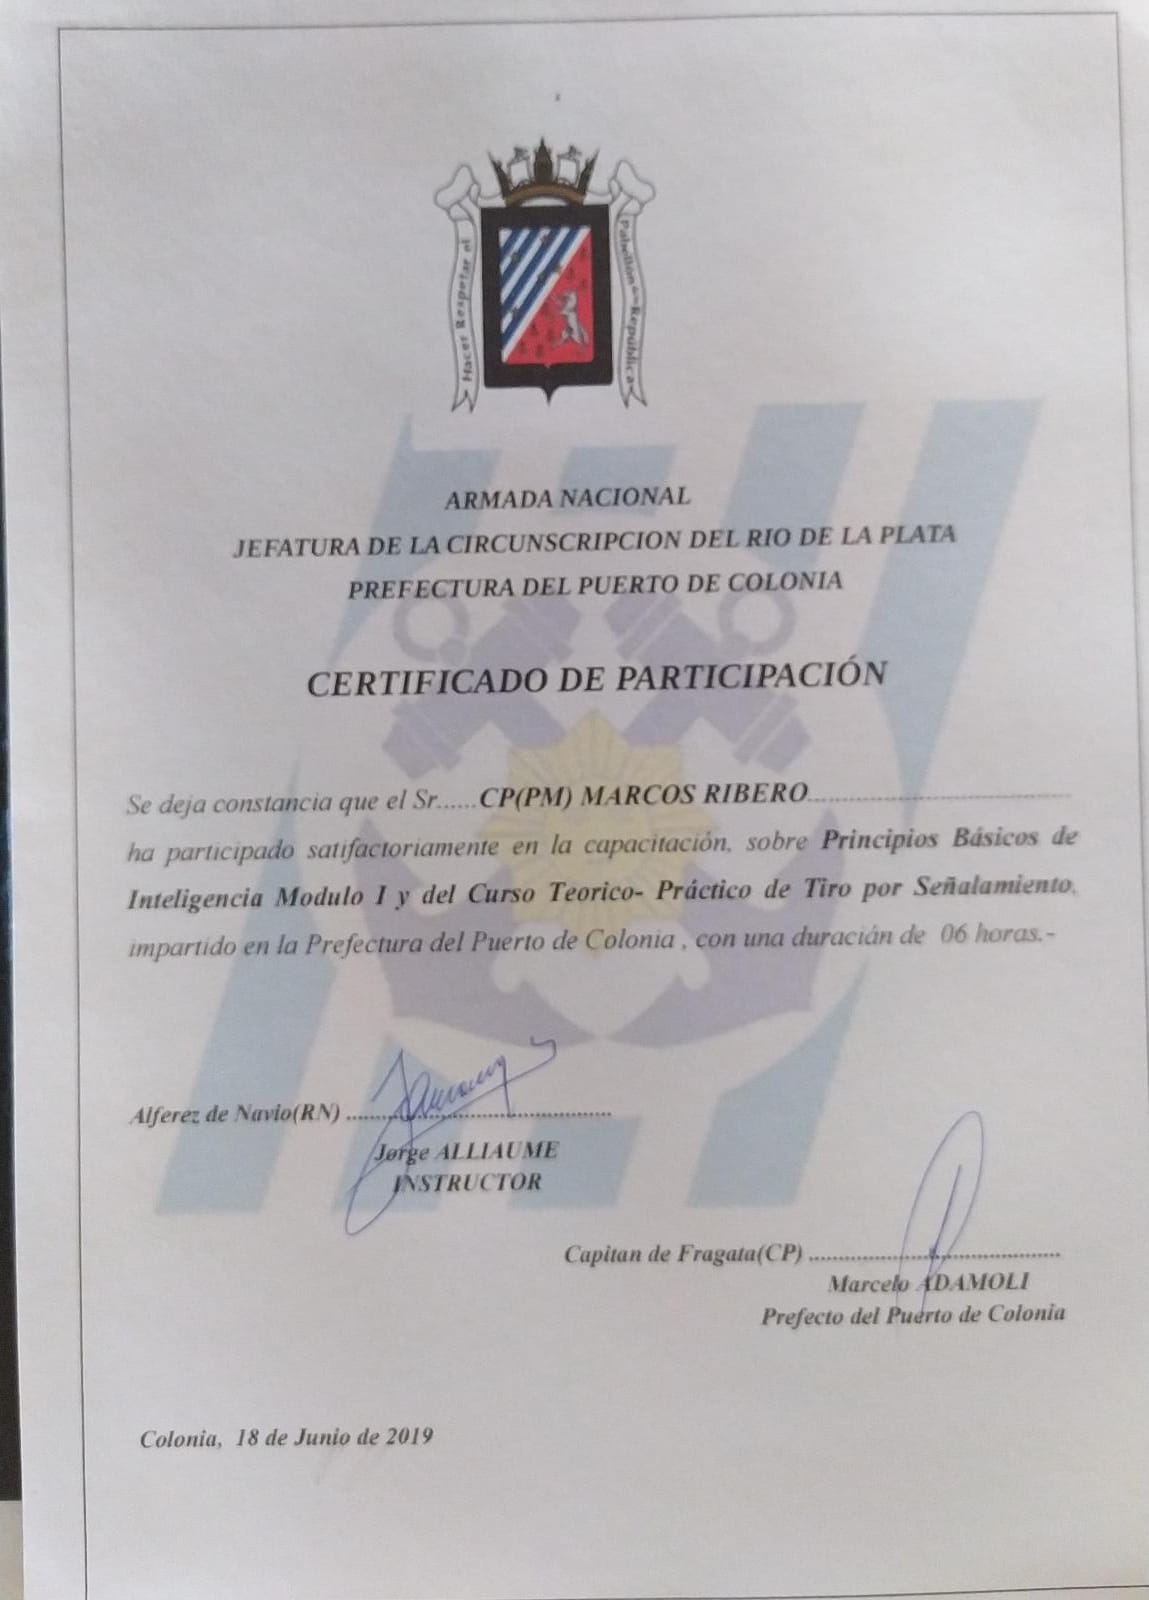 Hacer Respetar el
Pabellón de la República
ARMADA NACIONAL
JEFATURA DE LA CIRCUNSCRIPCION DEL RIO DE LA PLATA
PREFECTURA DEL PUERTO DE COLONIA
CERTIFICADO DE PARTICIPACIÓN
Se deja constancia que el Sr......CP(PM) MARCOS RIBERO..............................................
ha participado satifactoriamente en la capacitación, sobre Principios Básicos de
Inteligencia Modulo I y del Curso Teorico- Práctico de Tiro por Señalamiento,
impartido en la Prefectura del Puerto de Colonia , con una duracián de 06 horas.-
Alferez de Navio(RN) ..............................................
Jorge ALLIAUME
INSTRUCTOR
Capitan de Fragata(CP) ............................................
Marcelo ADAMOLI
Prefecto del Puerto de Colonia
Colonia, 18 de Junio de 2019